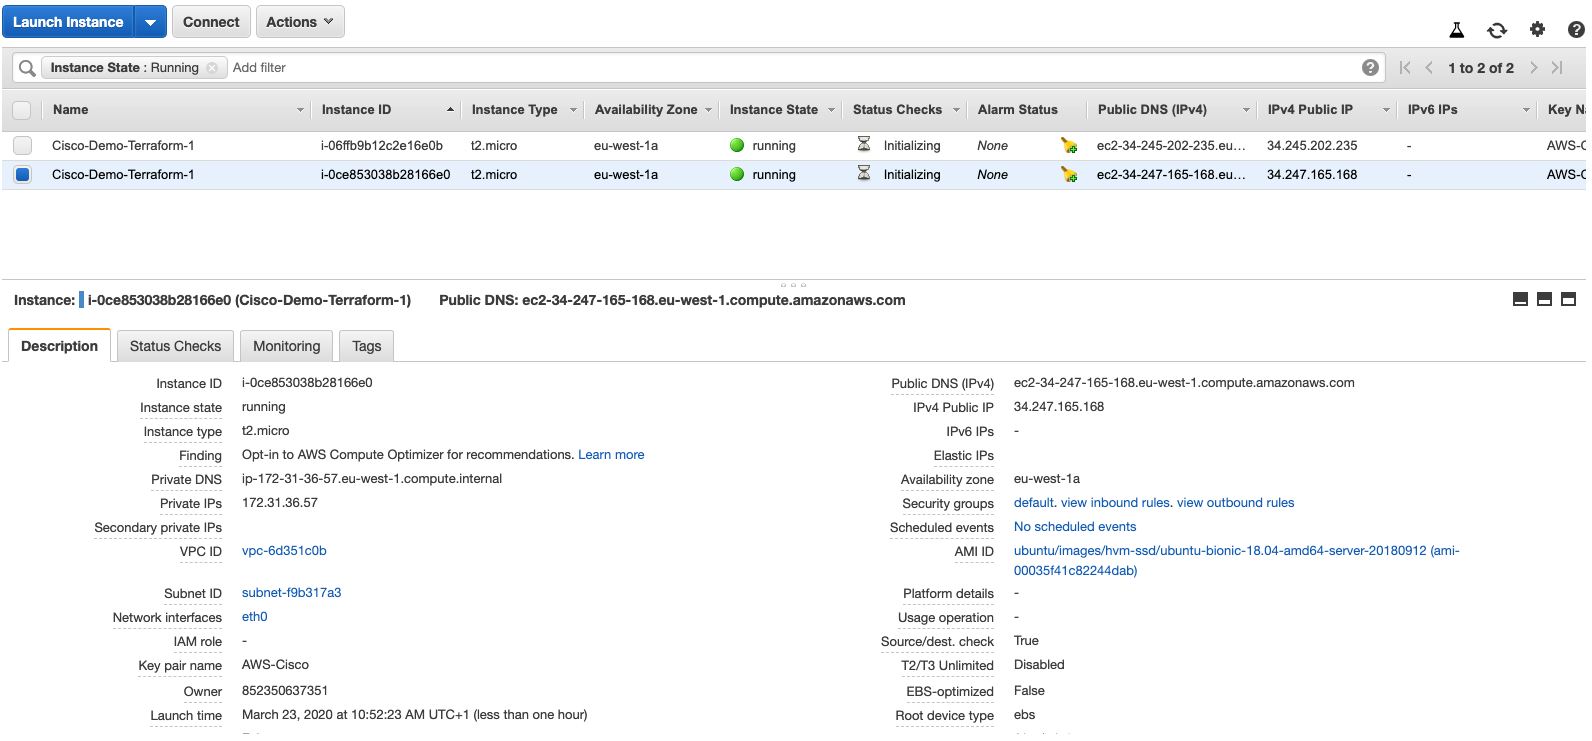 Launch Instance Connect Actions
Instance State : Running Add filter 1 to 2 of 2
Name Instance ID Instance Type Availability Zone Instance State Status Checks Alarm Status Public DNS (IPv4) IPv4 Public IP IPv6 IPs Key
Cisco-Demo-Terraform-1 i-06ffb9b12c2e16e0b t2.micro eu-west-1a running Initializing None ec2-34-245-202-235.eu... 34.245.202.235 - AWS-C
Cisco-Demo-Terraform-1 i-0ce853038b28166e0 t2.micro eu-west-1a running Initializing None ec2-34-247-165-168.eu... 34.247.165.168 - AWS-C
Instance: i-0ce853038b28166e0 (Cisco-Demo-Terraform-1) Public DNS: ec2-34-247-165-168.eu-west-1.compute.amazonaws.com
Description Status Checks Monitoring Tags
Instance ID i-0ce853038b28166e0
Instance state running
Instance type t2.micro
Finding Opt-in to AWS Compute Optimizer for recommendations. Learn more
Private DNS ip-172-31-36-57.eu-west-1.compute.internal
Private IPs 172.31.36.57
Secondary private IPs
VPC ID vpc-6d351c0b
Subnet ID subnet-f9b317a3
Network interfaces eth0
IAM role -
Key pair name AWS-Cisco
Owner 852350637351
Launch time March 23, 2020 at 10:52:23 AM UTC+1 (less than one hour)
Public DNS (IPv4) ec2-34-247-165-168.eu-west-1.compute.amazonaws.com
IPv4 Public IP 34.247.165.168
IPv6 IPs -
Elastic IPs
Availability zone eu-west-1a
Security groups default. view inbound rules. view outbound rules
Scheduled events No scheduled events
AMI ID ubuntu/images/hvm-ssd/ubuntu-bionic-18.04-amd64-server-20180912 (ami-
00035f41c82244dab)
Platform details -
Usage operation -
Source/dest. check True
T2/T3 Unlimited Disabled
EBS-optimized False
Root device type ebs